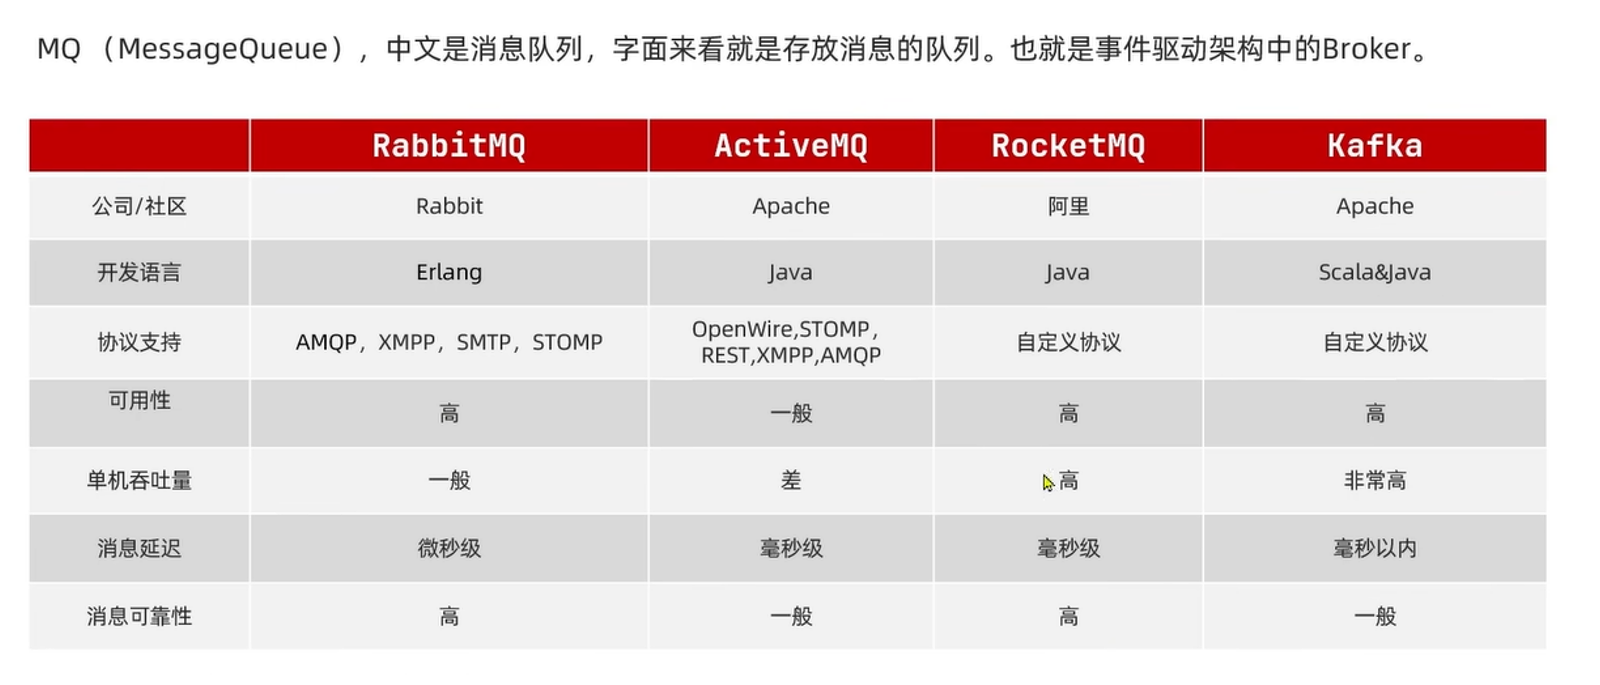 MQ （MessageQueue），中文是消息队列，字面来看就是存放消息的队列。也就是事件驱动架构中的Broker。
RabbitMQ ActiveMQ RocketMQ Kafka
公司/社区 Rabbit Apache 阿里 Apache
开发语言 Erlang Java Java Scala&Java
协议支持 AMQP，XMPP，SMTP，STOMP OpenWire,STOMP，REST,XMPP,AMQP 自定义协议 自定义协议
可用性 高 一般 高 高
单机吞吐量 一般 差 高 非常高
消息延迟 微秒级 毫秒级 毫秒级 毫秒以内
消息可靠性 高 一般 高 一般